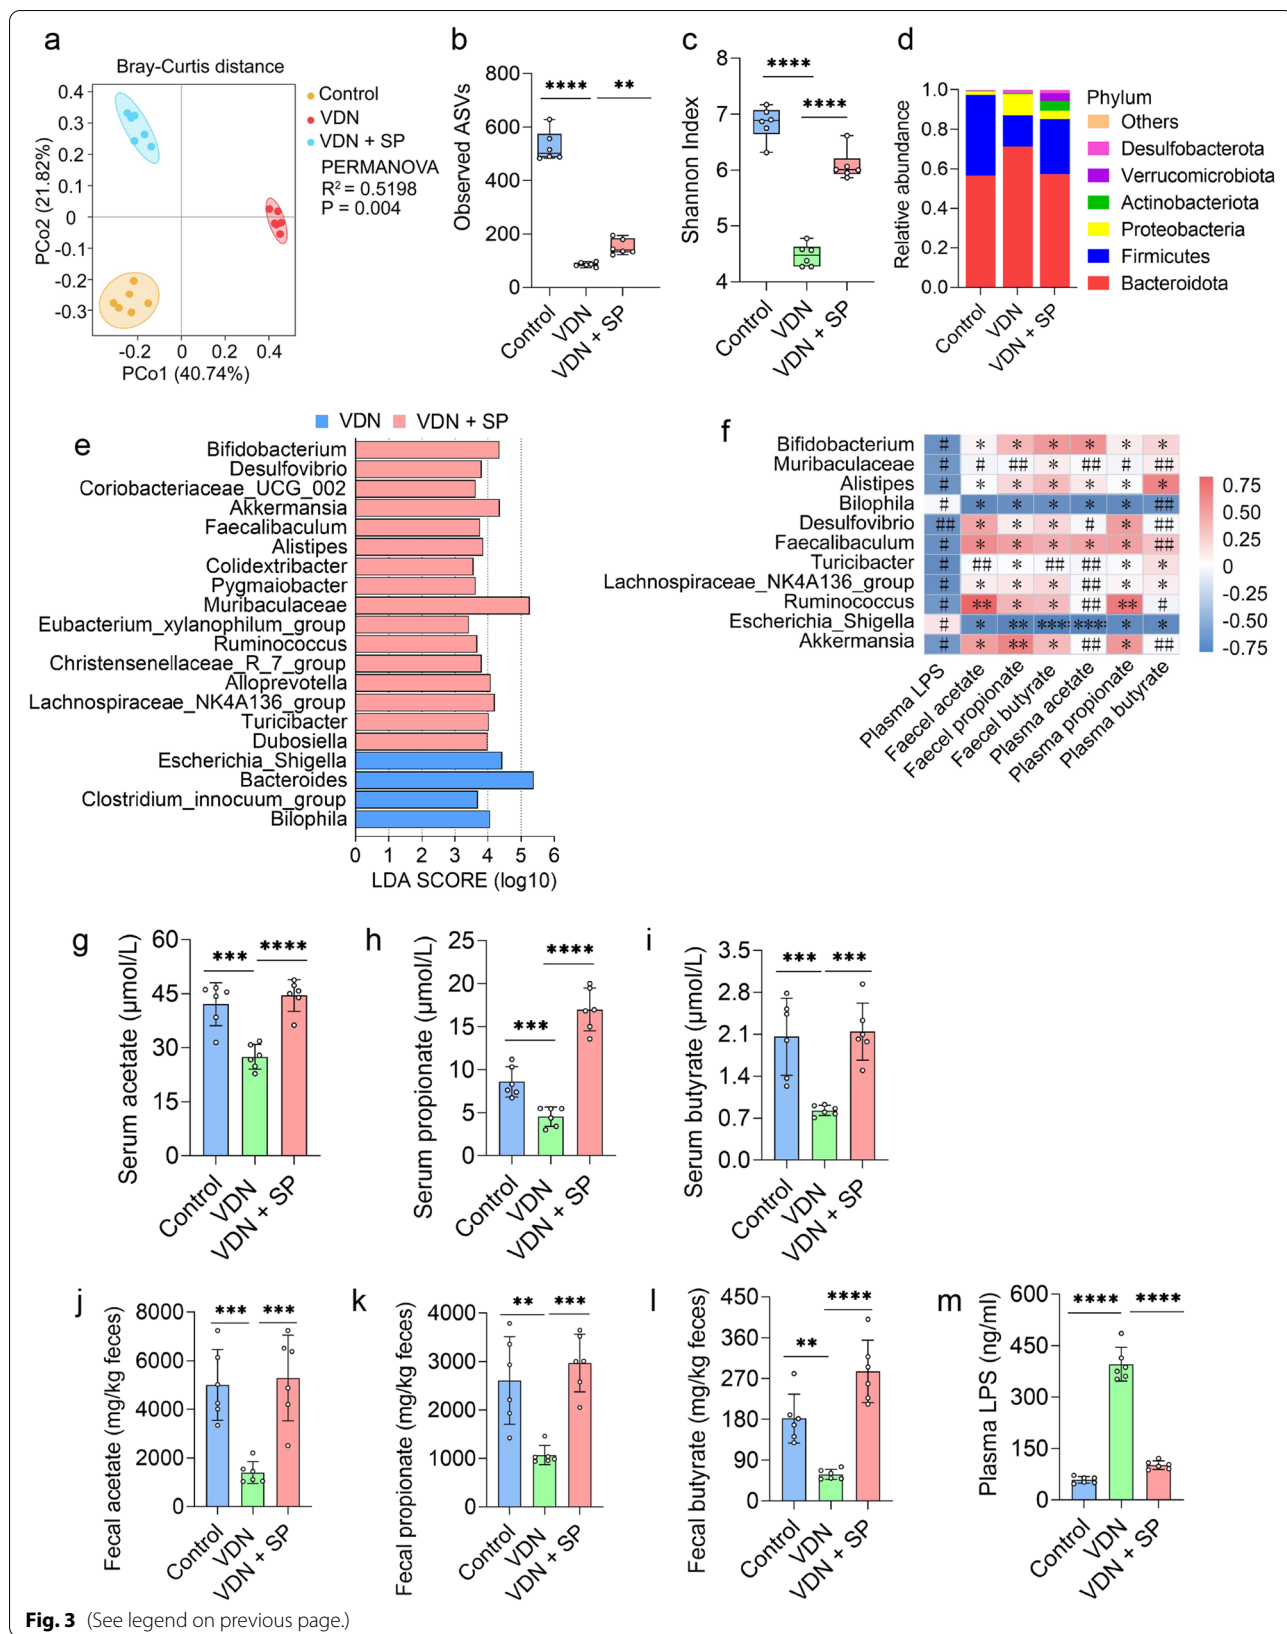 a
Bray-Curtis distance
PCo2 (21.82%)
0.4
0.3
0.2
0.1
0
-0.1
-0.2
-0.3
-0.2
0
0.2
0.4
PCo1 (40.74%)
Control
VDN
VDN + SP
PERMANOVA
R² = 0.5198
P = 0.004
b
Observed ASVs
800
600
400
200
0
****
**
Control
VDN
VDN + SP
c
Shannon Index
8
7
6
5
4
****
****
Control
VDN
VDN + SP
d
Relative abundance
1.0
0.8
0.6
0.4
0.2
0.0
Control
VDN
VDN + SP
Phylum
Others
Desulfobacterota
Verrucomicrobiota
Actinobacteriota
Proteobacteria
Firmicutes
Bacteroidota
e
VDN
VDN + SP
Bifidobacterium
Desulfovibrio
Coriobacteriaceae_UCG_002
Akkermansia
Faecalibaculum
Alistipes
Colidextribacter
Pygmaiobacter
Muribaculaceae
Eubacterium_xylanophilum_group
Ruminococcus
Christensenellaceae_R_7_group
Alloprevotella
Lachnospiraceae_NK4A136_group
Turicibacter
Dubosiella
Escherichia_Shigella
Bacteroides
Clostridium_innocuum_group
Bilophila
0 1 2 3 4 5 6
LDA SCORE (log10)
f
Bifidobacterium # * * * * * *
Muribaculaceae # # ## * ## # ##
Alistipes # * * * * * *
Bilophila # * * * * * ##
Desulfovibrio ## * * * # * ##
Faecalibaculum # * * * * * ##
Turicibacter # ## * ## ## * *
Lachnospiraceae_NK4A136_group # * * * ## * *
Ruminococcus # ** * * ## ** #
Escherichia_Shigella # * ** **** **** * *
Akkermansia # * ** * ## * ##
Plasma LPS
Faecel acetate
Faecel propionate
Faecel butyrate
Plasma acetate
Plasma propionate
Plasma butyrate
0.75
0.50
0.25
0
-0.25
-0.50
-0.75
g
Serum acetate (μmol/L)
60
45
30
15
0
***
****
Control
VDN
VDN + SP
h
Serum propionate (μmol/L)
25
20
15
10
5
0
***
****
Control
VDN
VDN + SP
i
Serum butyrate (μmol/L)
3.5
2.8
2.1
1.4
0.7
0.0
***
***
Control
VDN
VDN + SP
j
Fecal acetate (mg/kg feces)
8000
6000
4000
2000
0
***
***
Control
VDN
VDN + SP
k
Fecal propionate (mg/kg feces)
4000
3000
2000
1000
0
**
***
Control
VDN
VDN + SP
l
Fecal butyrate (mg/kg feces)
450
360
270
180
90
0
**
****
Control
VDN
VDN + SP
m
Plasma LPS (ng/ml)
600
450
300
150
0
****
****
Control
VDN
VDN + SP
Fig. 3 (See legend on previous page.)